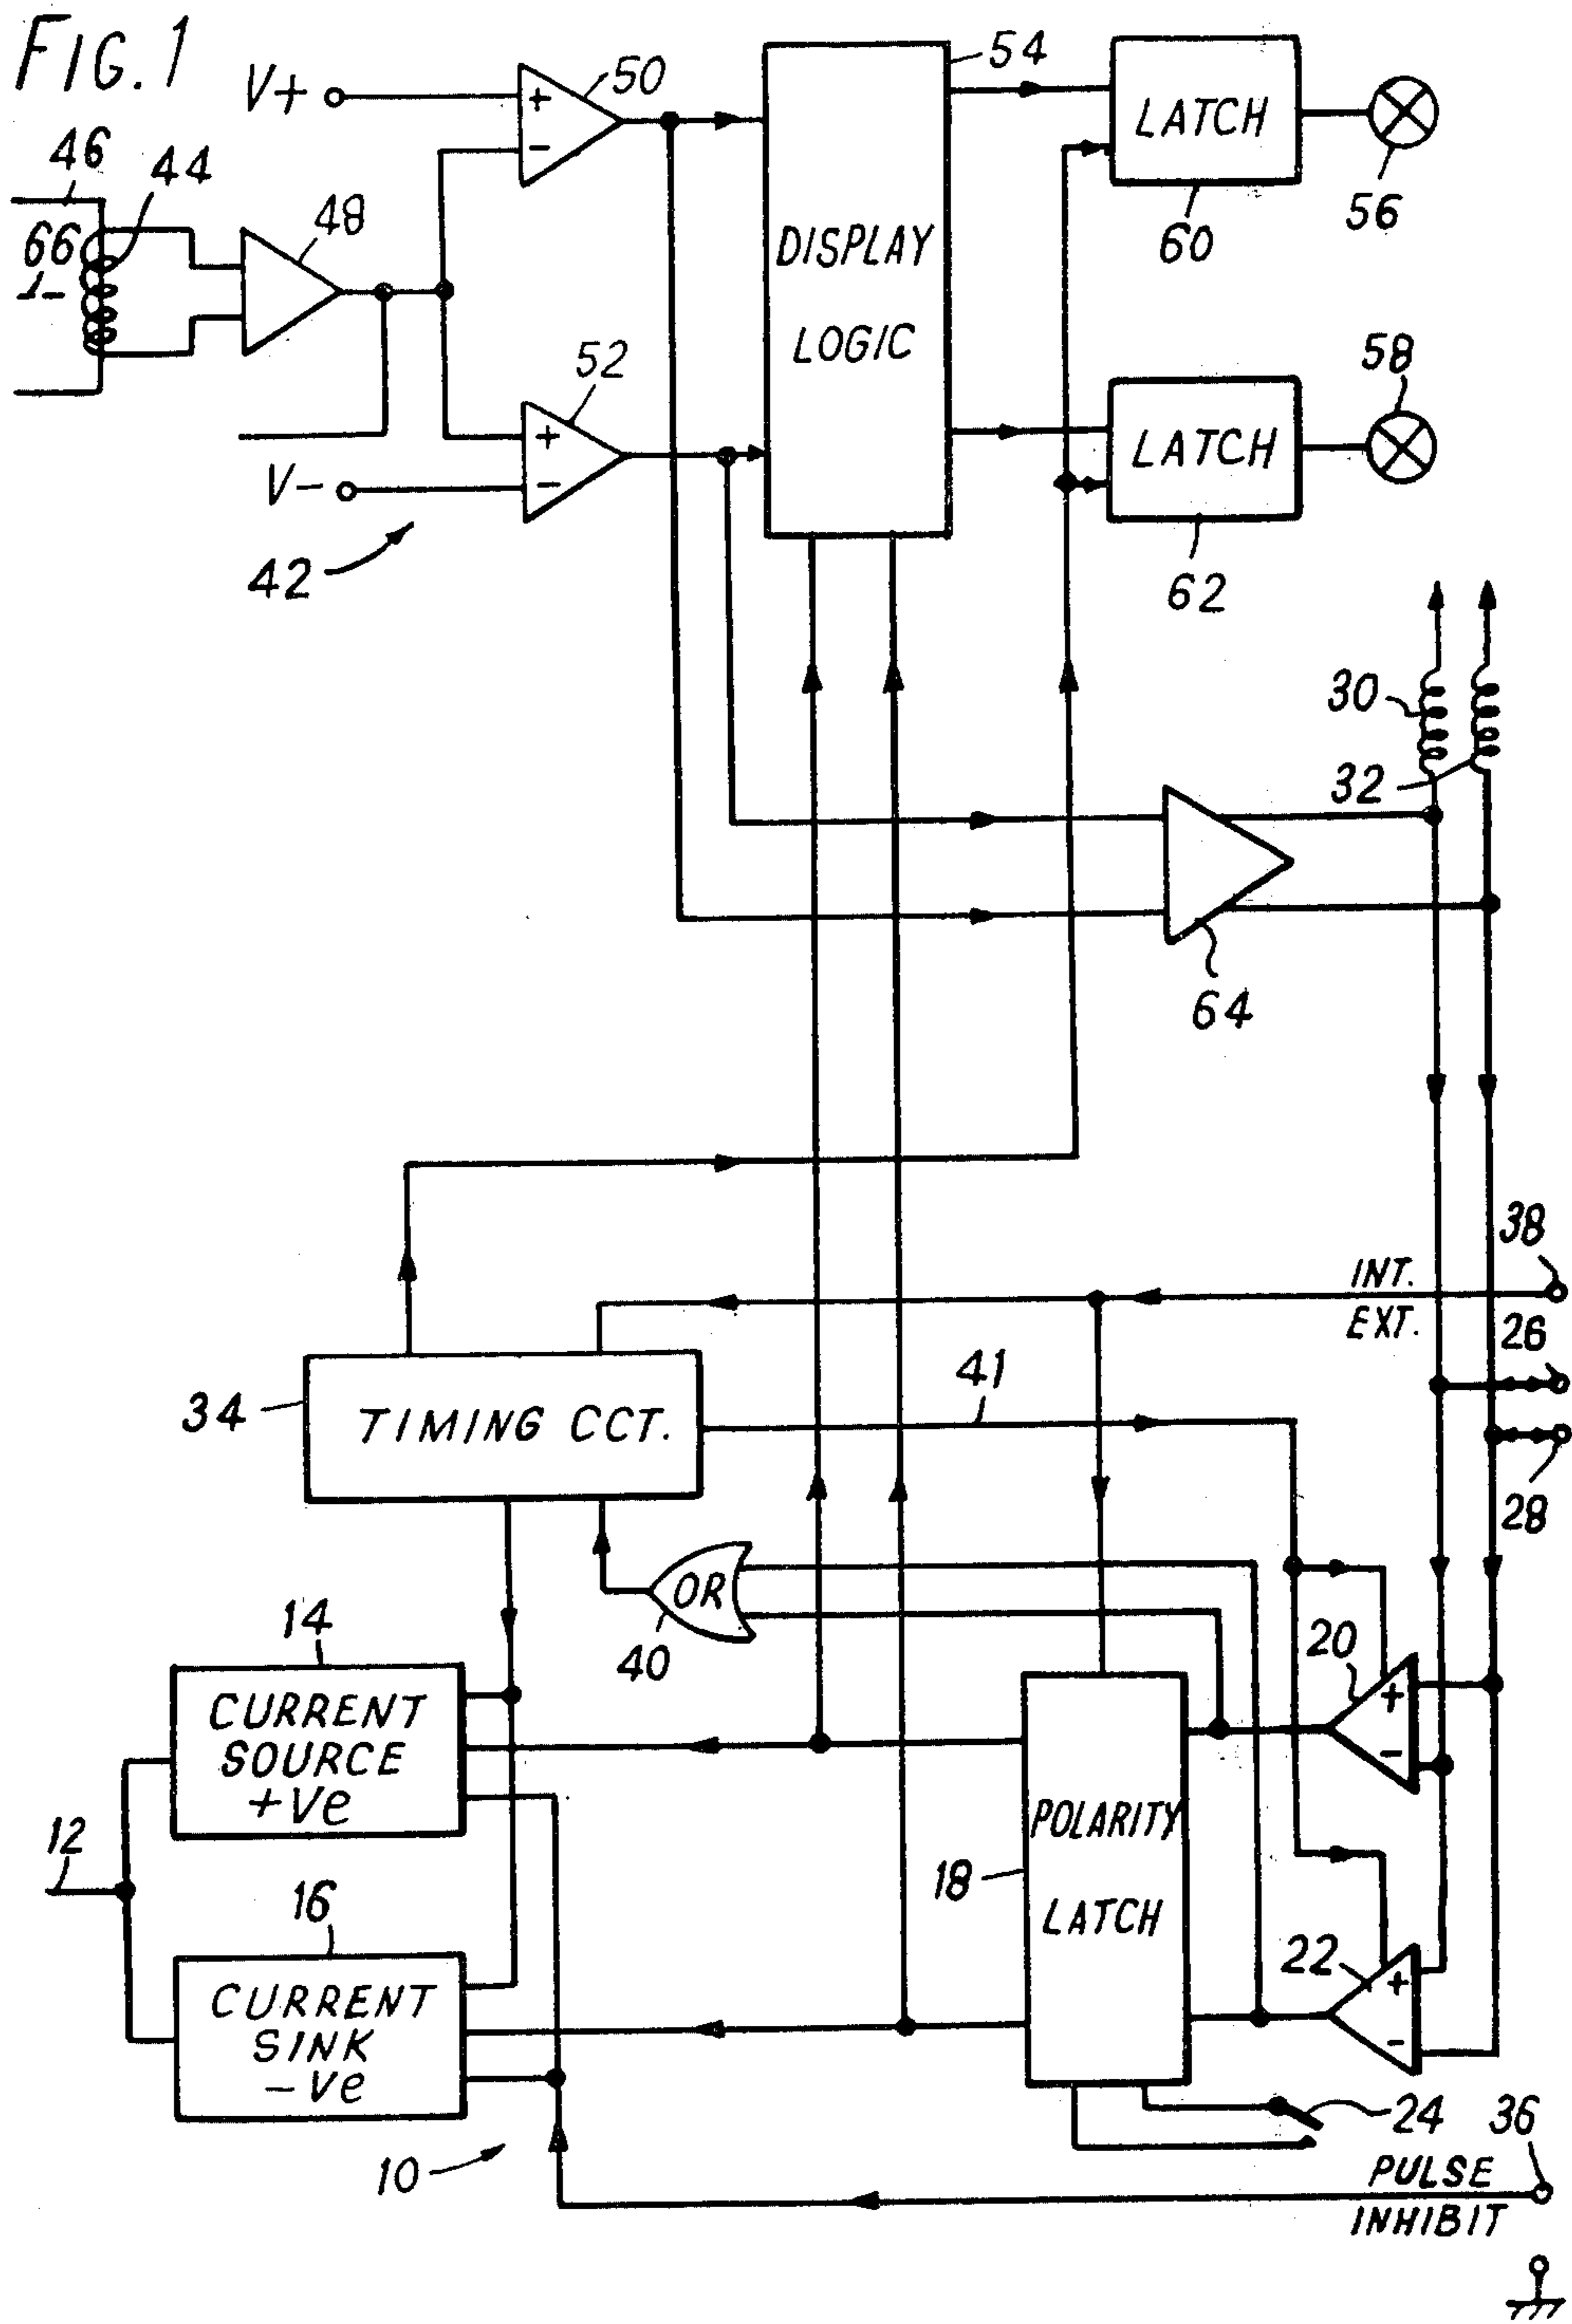 FIG. 1
V+
+
-
50
54
LATCH
60
56
46
44
66
48
DISPLAY
LOGIC
52
+
-
V-
42
58
LATCH
62
30
32
64
38
INT.
EXT.
26
28
41
34
TIMING CCT.
OR
40
14
CURRENT
SOURCE
+Ve
20
+
-
12
POLARITY
LATCH
18
16
CURRENT
SINK
-Ve
22
+
-
24
36
10
PULSE
INHIBIT